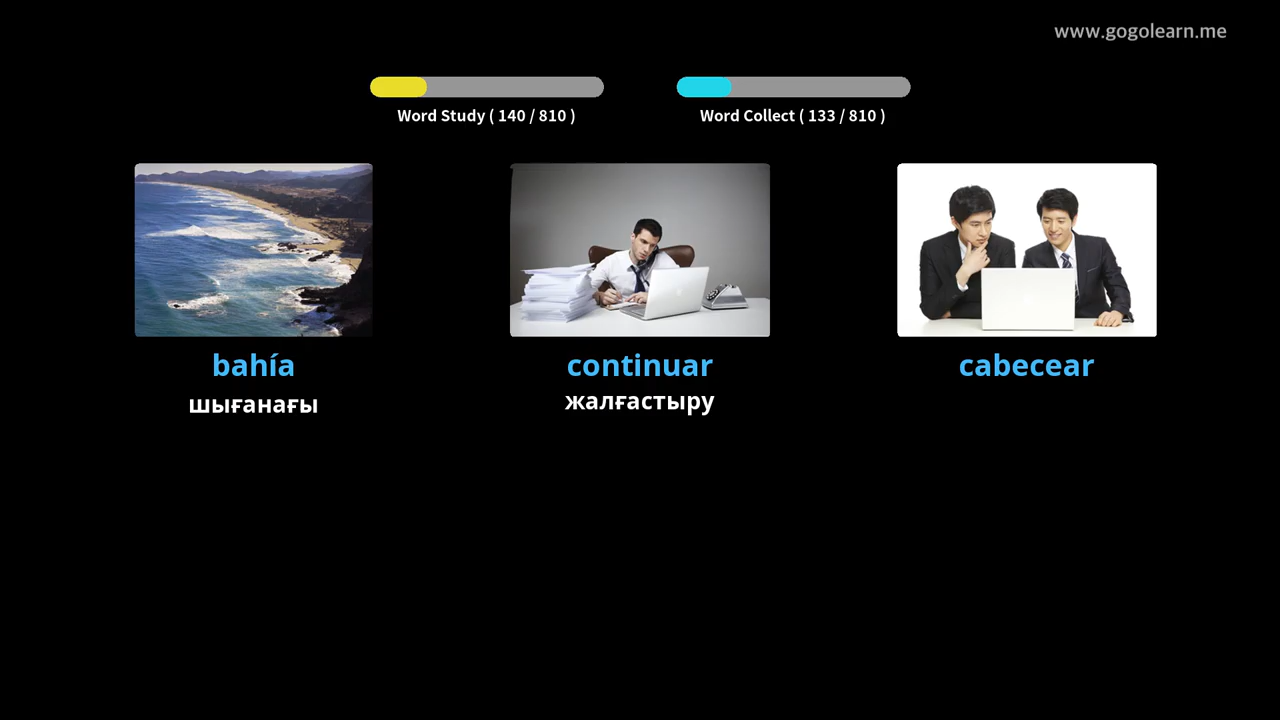 www.gogolearn.me
Word Study ( 140 / 810 )
Word Collect ( 133 / 810 )
bahía
continuar
cabecear
шығанағы
жалғастыру